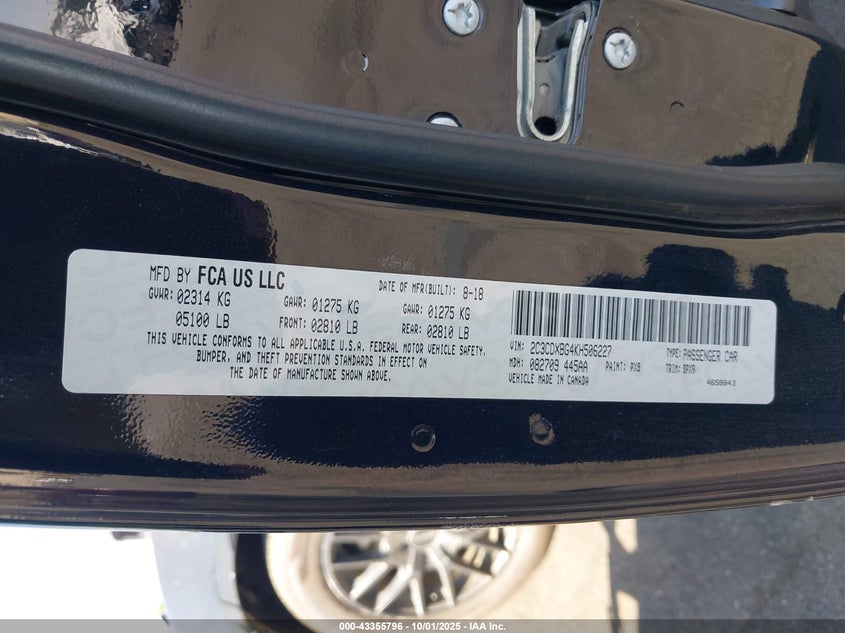 MFD BY FCA US LLC
DATE OF MFR(BUILT): 8-18
GVWR: 02314 KG GAWR: 01275 KG GAWR: 01275 KG
05100 LB FRONT: 02810 LB REAR: 02810 LB
THIS VEHICLE CONFORMS TO ALL APPLICABLE U.S.A. FEDERAL MOTOR VEHICLE SAFETY.
BUMPER, AND THEFT PREVENTION STANDARDS IN EFFECT ON
THE DATE OF MANUFACTURE SHOWN ABOVE.
VIN: 2C3CDXBG4KH506227 TYPE: PASSENGER CAR
MDH: 082709 445AA PAINT: PX8 TRIM: BPX9
VEHICLE MADE IN CANADA 4658843
000-43355796 - 10/01/2025 - IAA Inc.